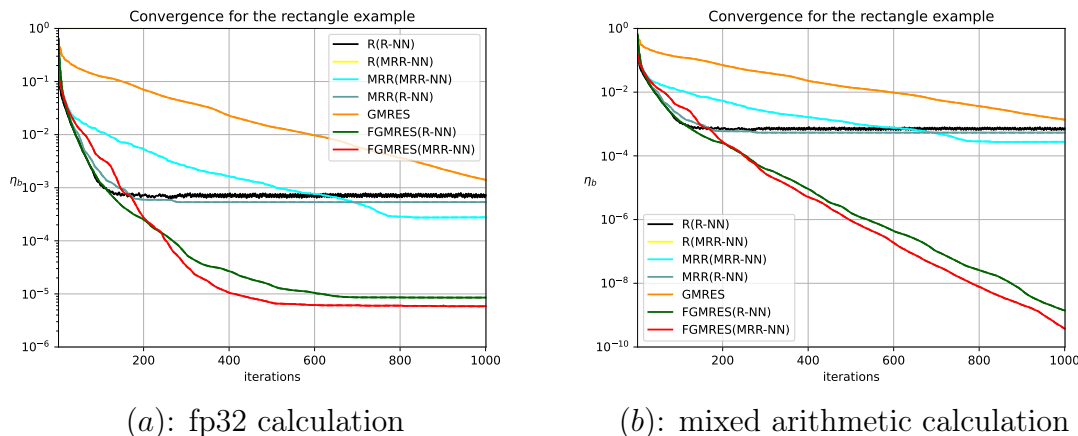 Convergence for the rectangle example
10⁰
10⁻¹
10⁻²
10⁻³
10⁻⁴
10⁻⁵
10⁻⁶
η_b
R(R-NN)
R(MRR-NN)
MRR(MRR-NN)
MRR(R-NN)
GMRES
FGMRES(R-NN)
FGMRES(MRR-NN)
200 400 600 800 1000
iterations
(a): fp32 calculation
Convergence for the rectangle example
10⁰
10⁻²
10⁻⁴
10⁻⁶
10⁻⁸
10⁻¹⁰
η_b
R(R-NN)
R(MRR-NN)
MRR(MRR-NN)
MRR(R-NN)
GMRES
FGMRES(R-NN)
FGMRES(MRR-NN)
200 400 600 800 1000
iterations
(b): mixed arithmetic calculation